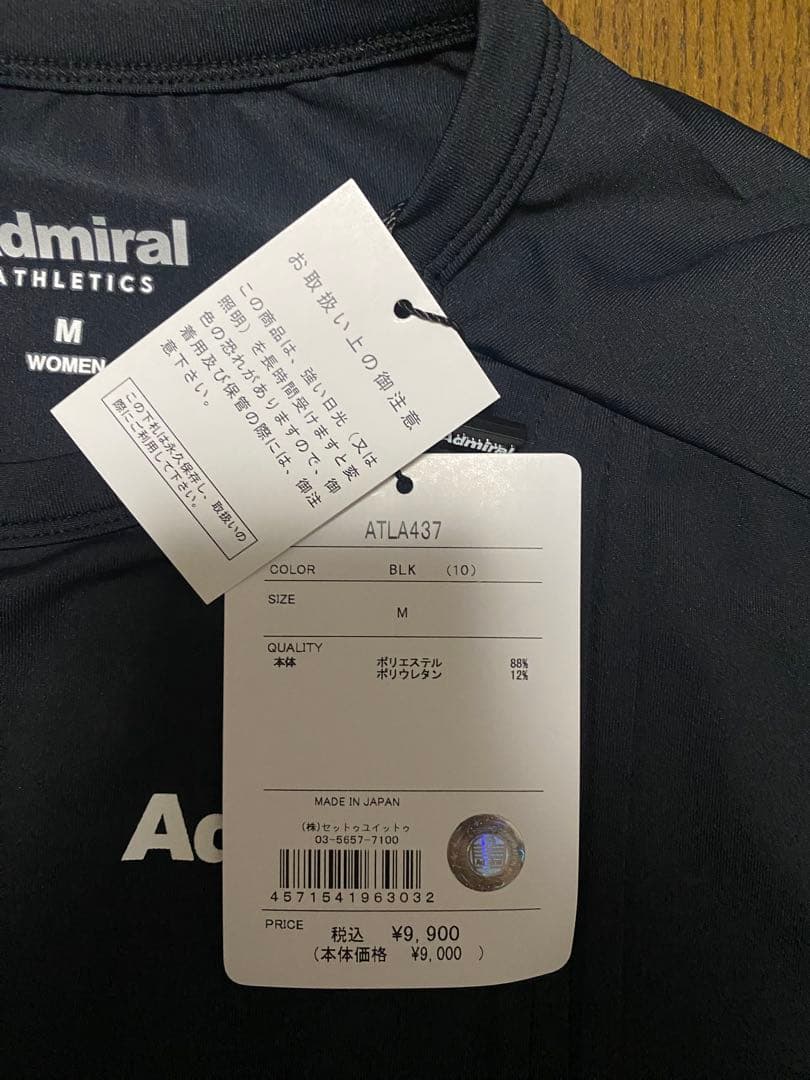 dmiral
ATHLETICS
M
WOMEN
お取扱い上の御注意
この商品は、強い日光（又は
照明）を長時間受けますと変
色の恐れがありますので、御
着用及び保管の際には、御注
意下さい。
この下札は永久保存し、取扱いの
際にご利用して下さい。
Admiral
ATLA437
COLOR BLK (10)
SIZE
M
QUALITY
本体 ポリエステル 88%
ポリウレタン 12%
MADE IN JAPAN
(株)セットゥユイットゥ
03-5657-7100
4571541963032
PRICE
税込 ¥9,900
(本体価格 ¥9,000 )
Ad